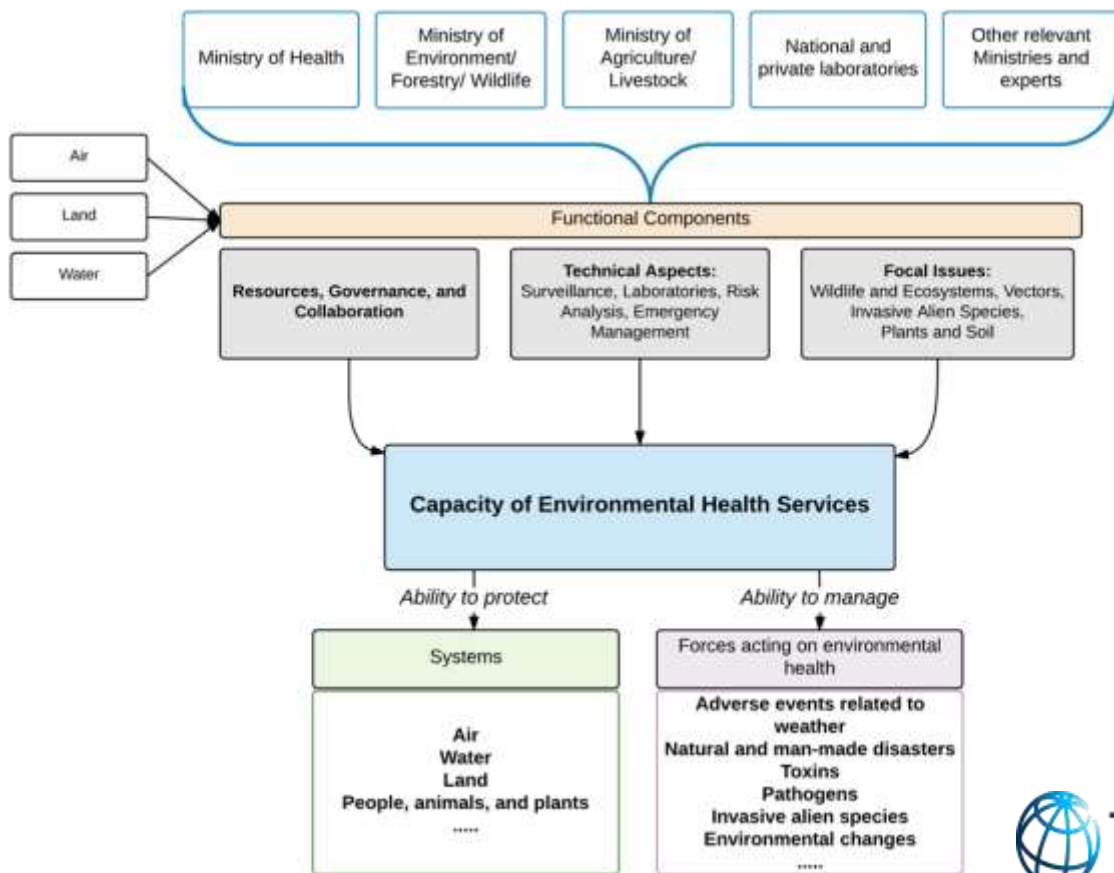 Ministry of Health
Ministry of
Environment/
Forestry/ Wildlife
Ministry of
Agriculture/
Livestock
National and
private laboratories
Other relevant
Ministries and
experts
Air
Land
Water
Functional Components
Resources, Governance, and
Collaboration
Technical Aspects:
Surveillance, Laboratories, Risk
Analysis, Emergency
Management
Focal Issues:
Wildlife and Ecosystems, Vectors,
Invasive Alien Species,
Plants and Soil
Capacity of Environmental Health Services
Ability to protect
Ability to manage
Systems
Air
Water
Land
People, animals, and plants
.....
Forces acting on environmental
health
Adverse events related to
weather
Natural and man-made disasters
Toxins
Pathogens
Invasive alien species
Environmental changes
.....